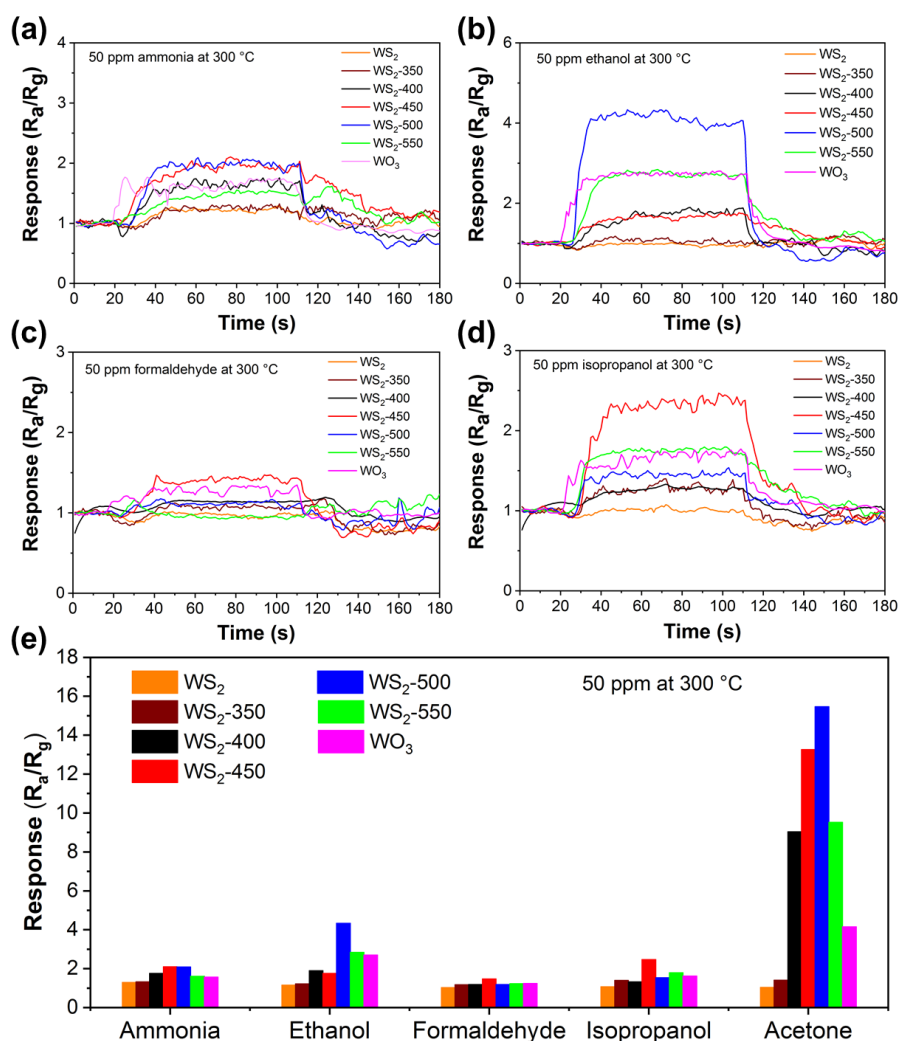 (a)
50 ppm ammonia at 300 °C
WS2
WS2-350
WS2-400
WS2-450
WS2-500
WS2-550
WO3
Response (Ra/Rg)
4
3
2
1
0
0 20 40 60 80 100 120 140 160 180
Time (s)
(b)
50 ppm ethanol at 300 °C
WS2
WS2-350
WS2-400
WS2-450
WS2-500
WS2-550
WO3
Response (Ra/Rg)
6
4
2
0
0 20 40 60 80 100 120 140 160 180
Time (s)
(c)
50 ppm formaldehyde at 300 °C
WS2
WS2-350
WS2-400
WS2-450
WS2-500
WS2-550
WO3
Response (Ra/Rg)
3
2
1
0
0 20 40 60 80 100 120 140 160 180
Time (s)
(d)
50 ppm isopropanol at 300 °C
WS2
WS2-350
WS2-400
WS2-450
WS2-500
WS2-550
WO3
Response (Ra/Rg)
3
2
1
0
0 20 40 60 80 100 120 140 160 180
Time (s)
(e)
50 ppm at 300 °C
WS2
WS2-350
WS2-400
WS2-450
WS2-500
WS2-550
WO3
Response (Ra/Rg)
18
16
14
12
10
8
6
4
2
0
Ammonia Ethanol Formaldehyde Isopropanol Acetone